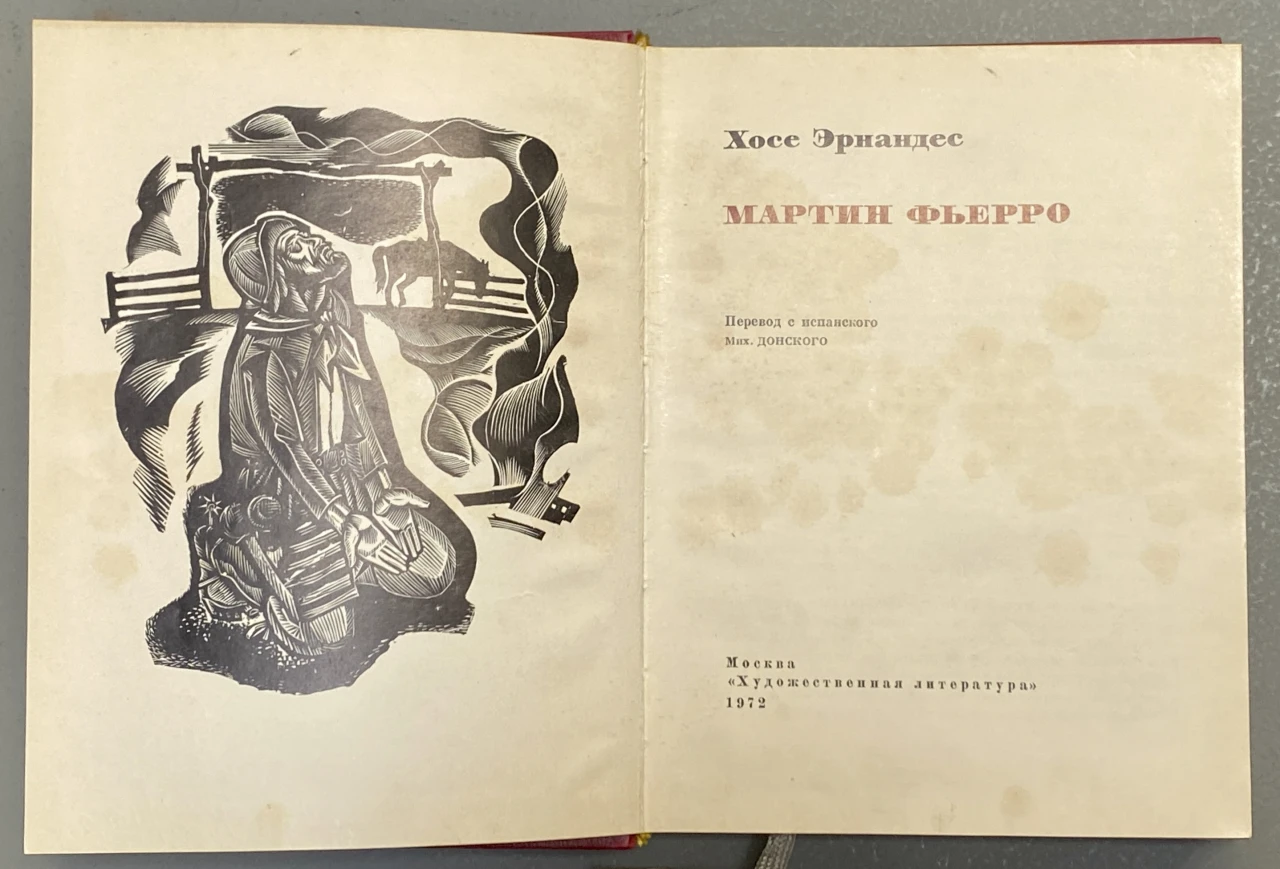 Хосе Эрнандес
МАРТИН ФЬЕРРО
Перевод с испанского
Мих. ДОНСКОГО
Москва
«Художественная литература»
1972